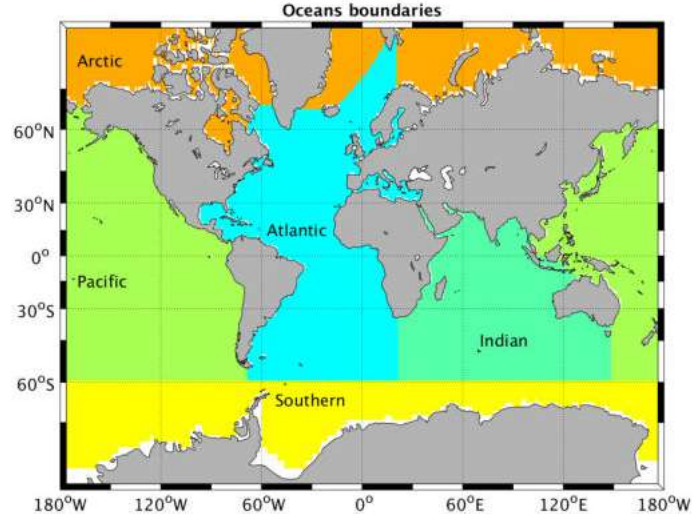 Oceans boundaries
Arctic
60°N
30°N
Atlantic
0°
Pacific
30°S
Indian
60°S
Southern
180°W 120°W 60°W 0° 60°E 120°E 180°E